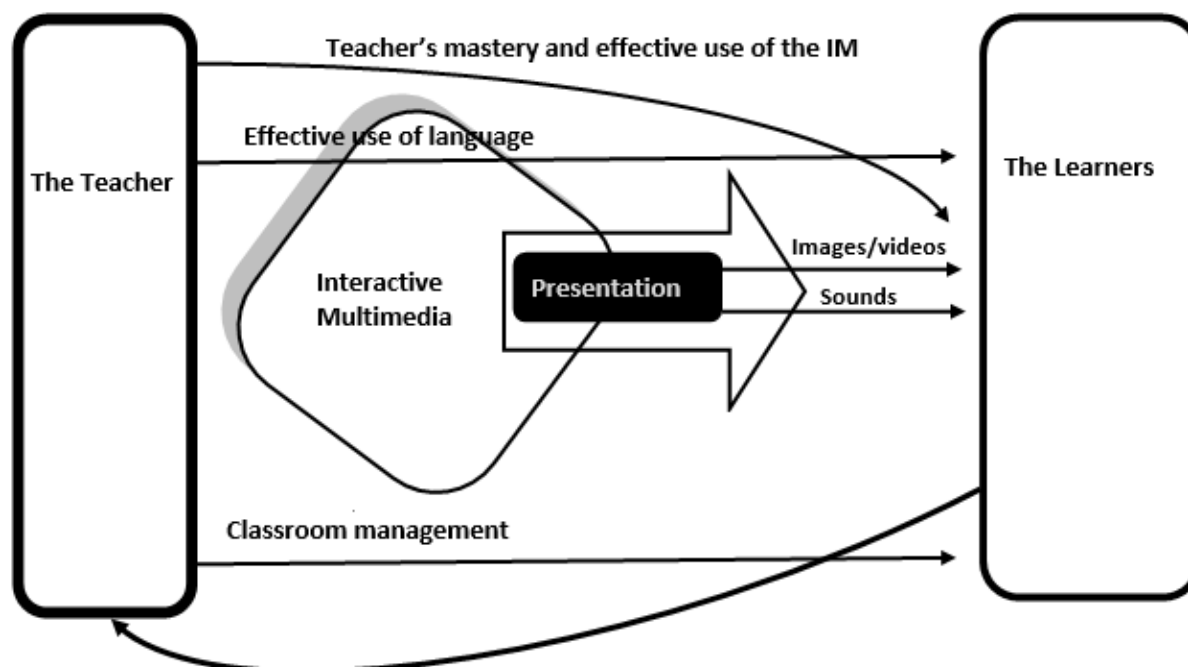 Teacher’s mastery and effective use of the IM
Effective use of language
The Teacher
The Learners
Images/videos
Interactive
Multimedia
Presentation
Sounds
Classroom management